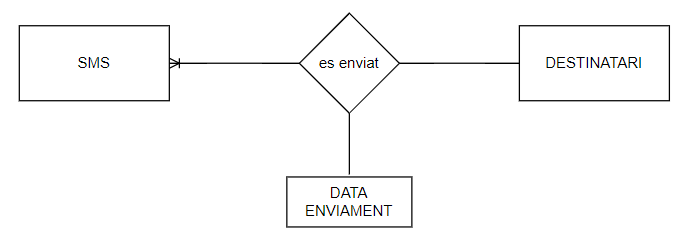 SMS
es enviat
DESTINATARI
DATA
ENVIAMENT